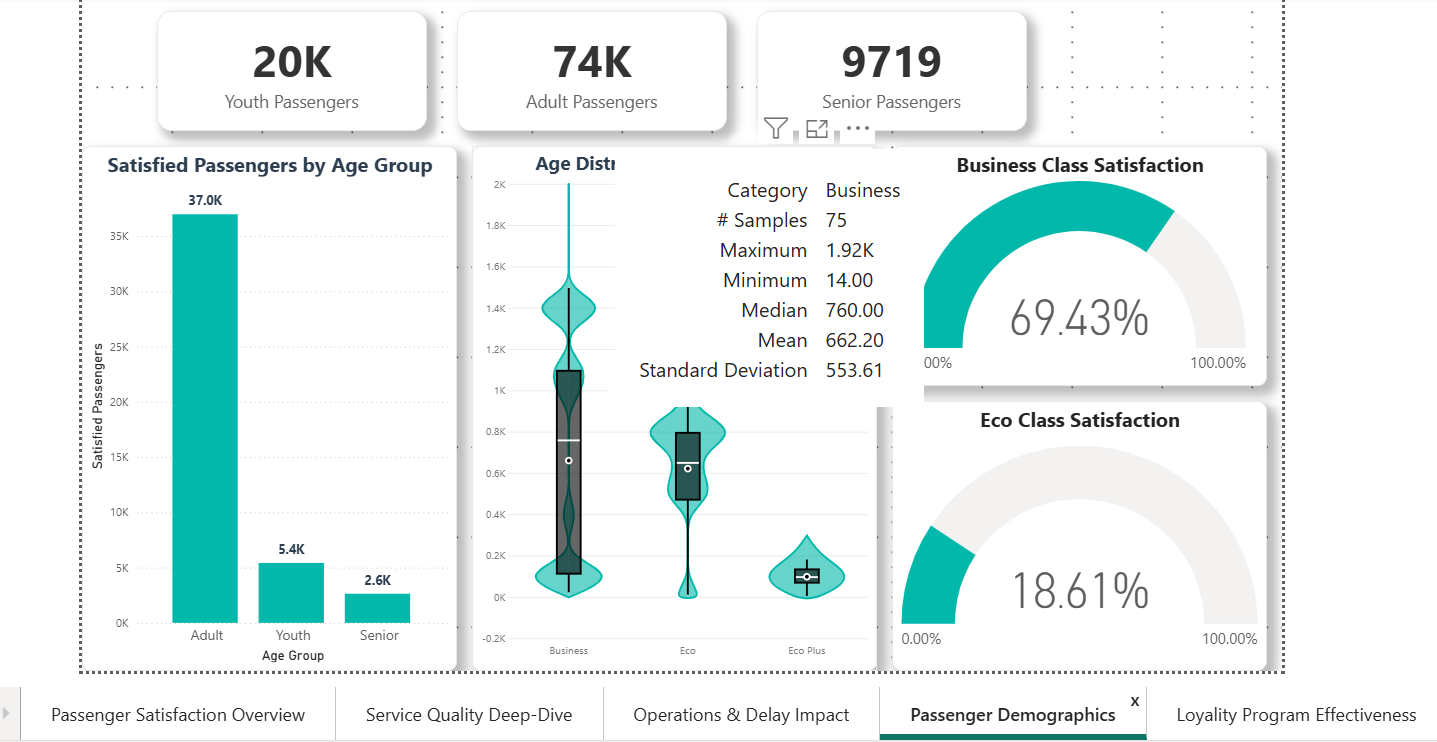 20K
Youth Passengers
74K
Adult Passengers
9719
Senior Passengers
Satisfied Passengers by Age Group
Satisfied Passengers
35K
30K
25K
20K
15K
10K
5K
0K
37.0K
5.4K
2.6K
Adult
Youth
Senior
Age Group
Age Distr
2K
1.8K
1.6K
1.4K
1.2K
1K
0.8K
0.6K
0.4K
0.2K
0K
-0.2K
Business
Eco
Eco Plus
Category Business
# Samples 75
Maximum 1.92K
Minimum 14.00
Median 760.00
Mean 662.20
Standard Deviation 553.61
Business Class Satisfaction
69.43%
00%
100.00%
Eco Class Satisfaction
18.61%
0.00%
100.00%
Passenger Satisfaction Overview
Service Quality Deep-Dive
Operations & Delay Impact
Passenger Demographics
x
Loyality Program Effectiveness